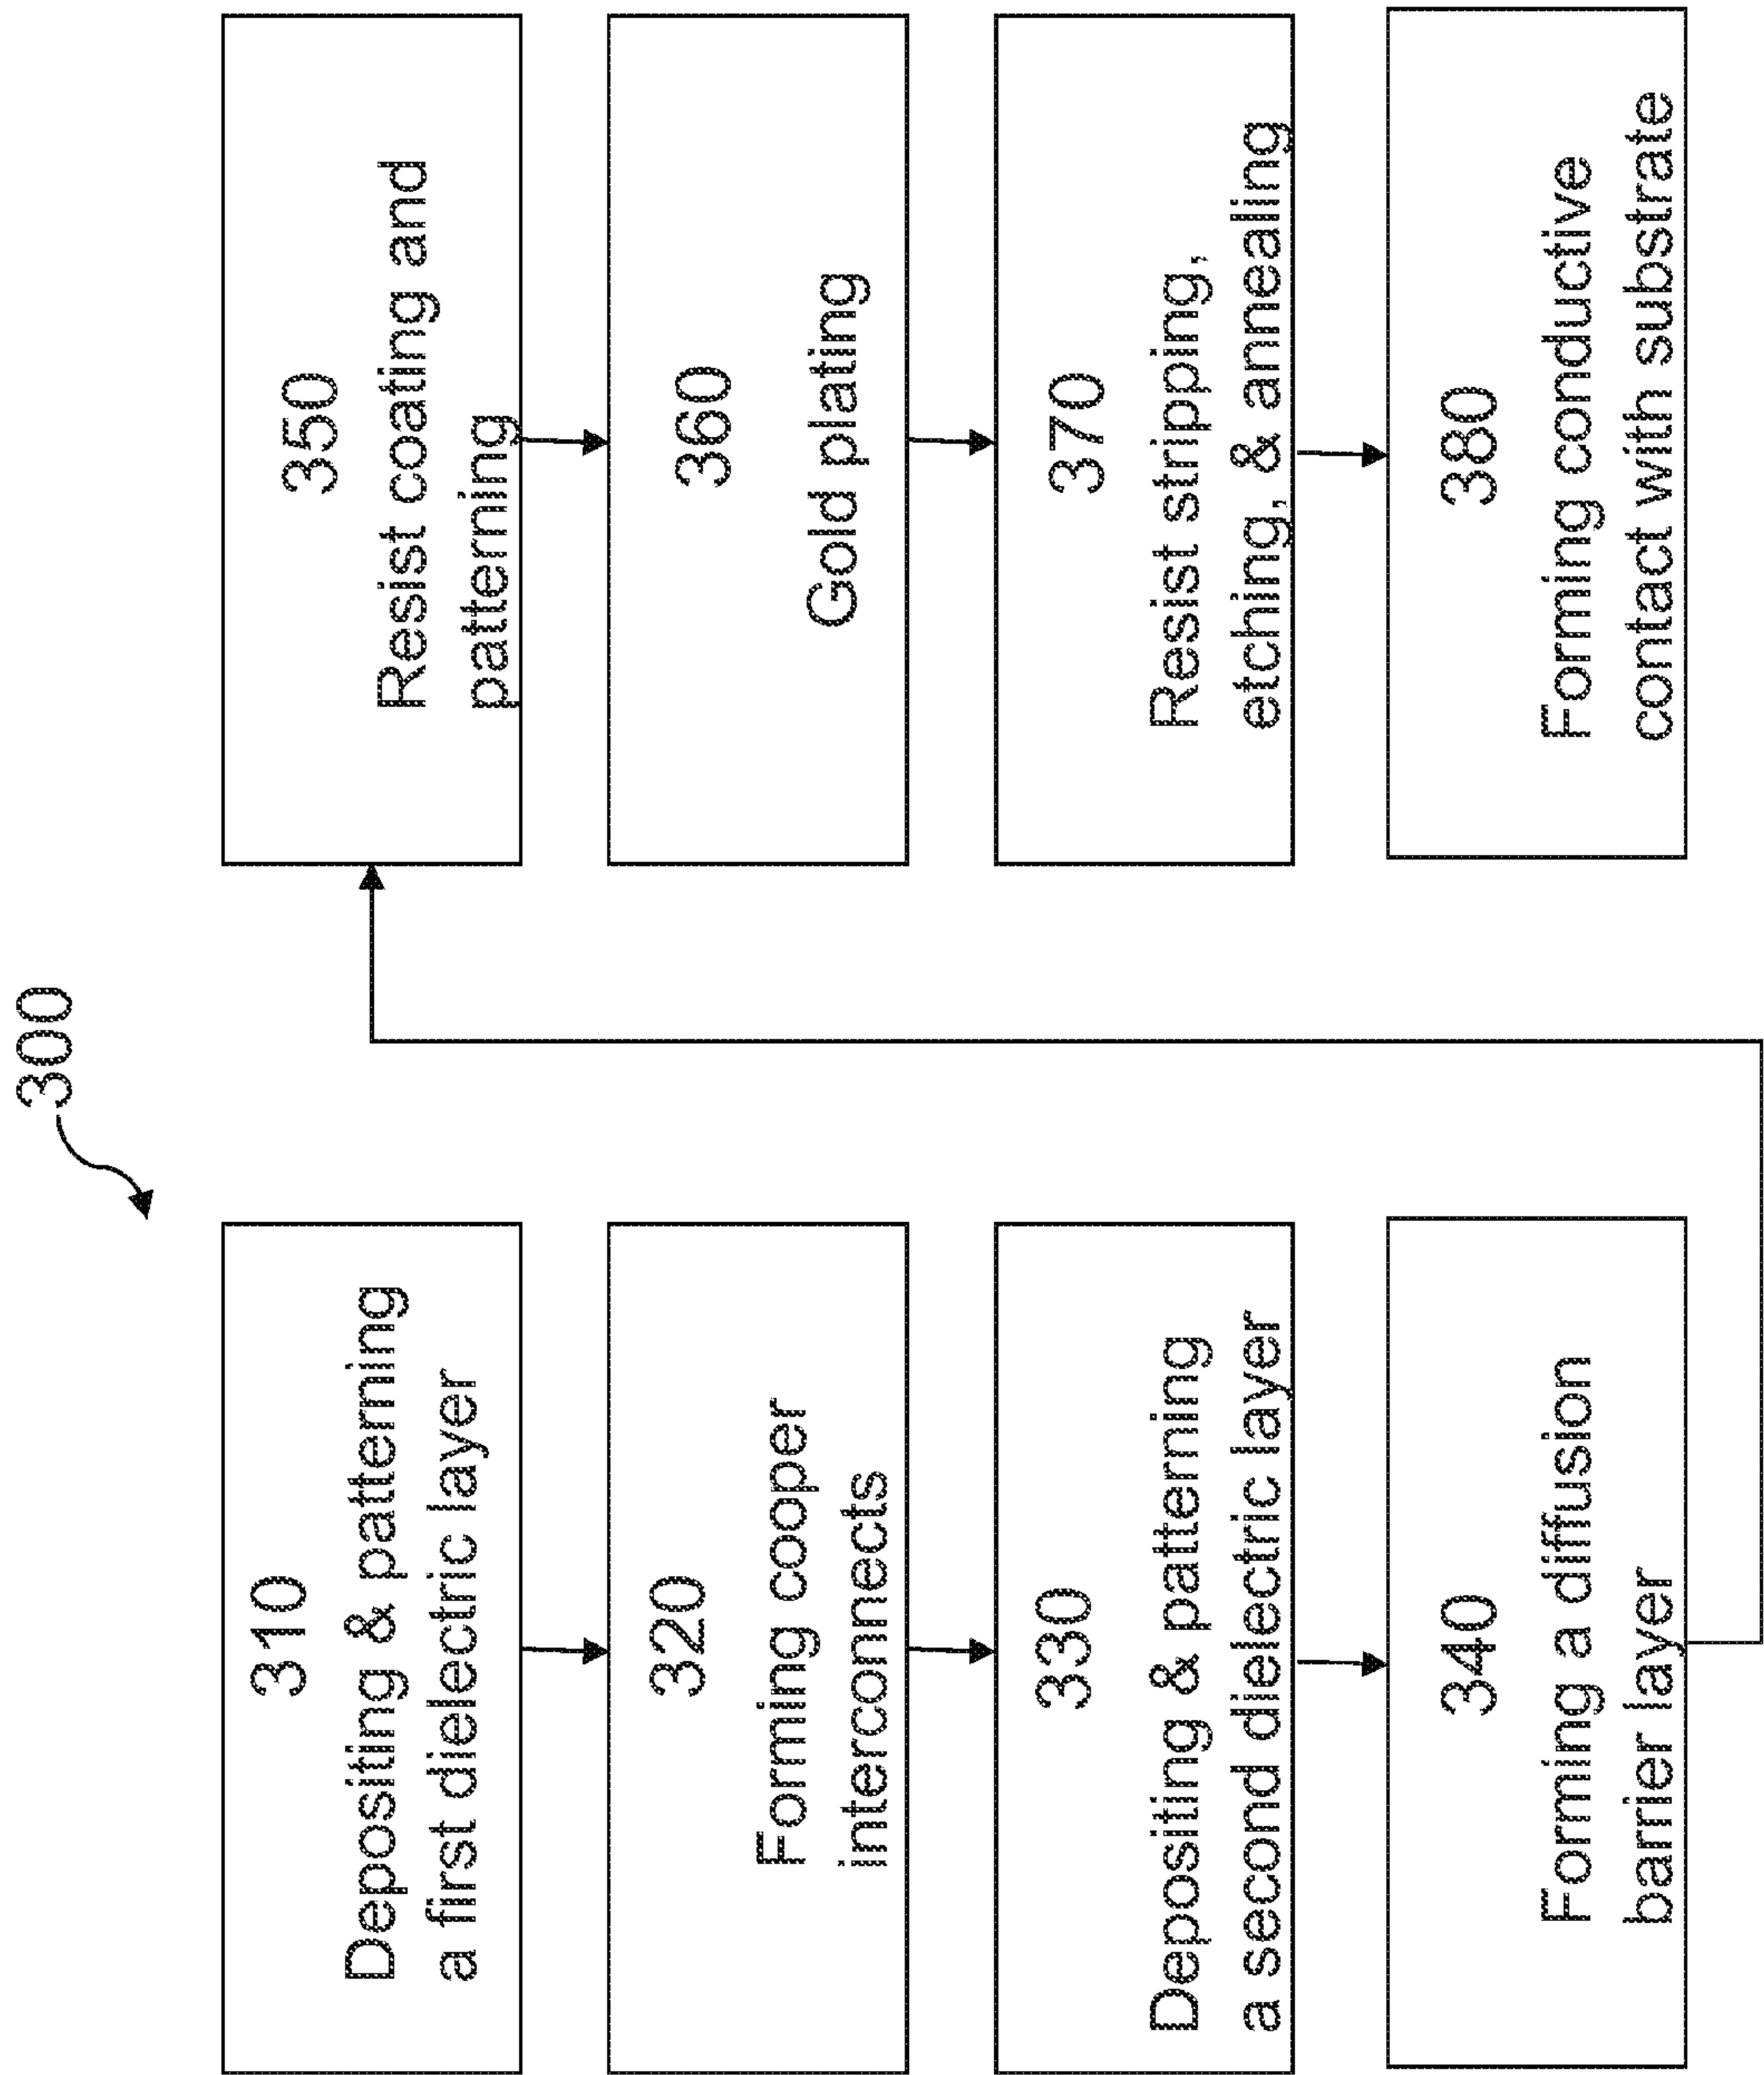 300
310
Depositing & patterning
a first dielectric layer
320
Forming cooper
interconnects
330
Depositing & patterning
a second dielectric layer
340
Forming a diffusion
barrier layer
350
Resist coating and
patterning
360
Gold plating
370
Resist stripping,
etching, & annealing
380
Forming conductive
contact with substrate